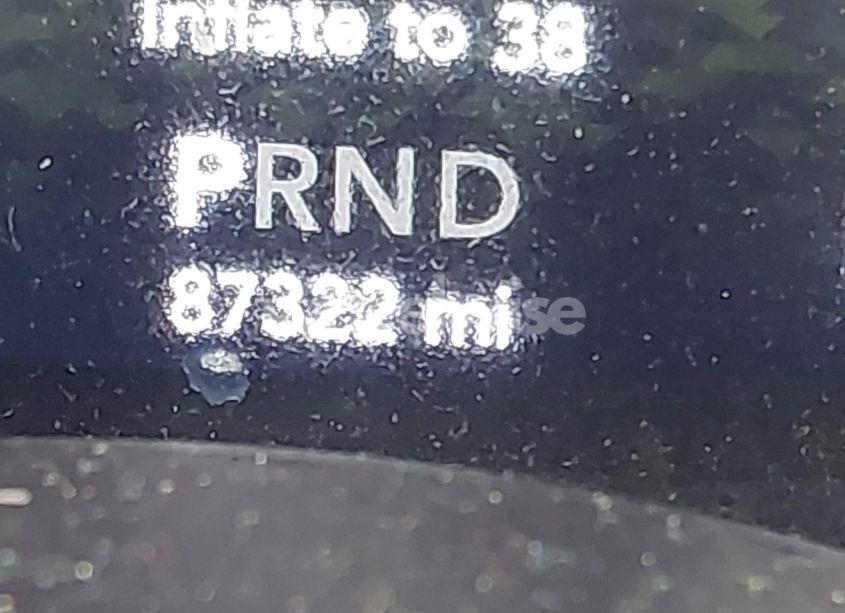 Inflate to 38
PRND
87322 mi